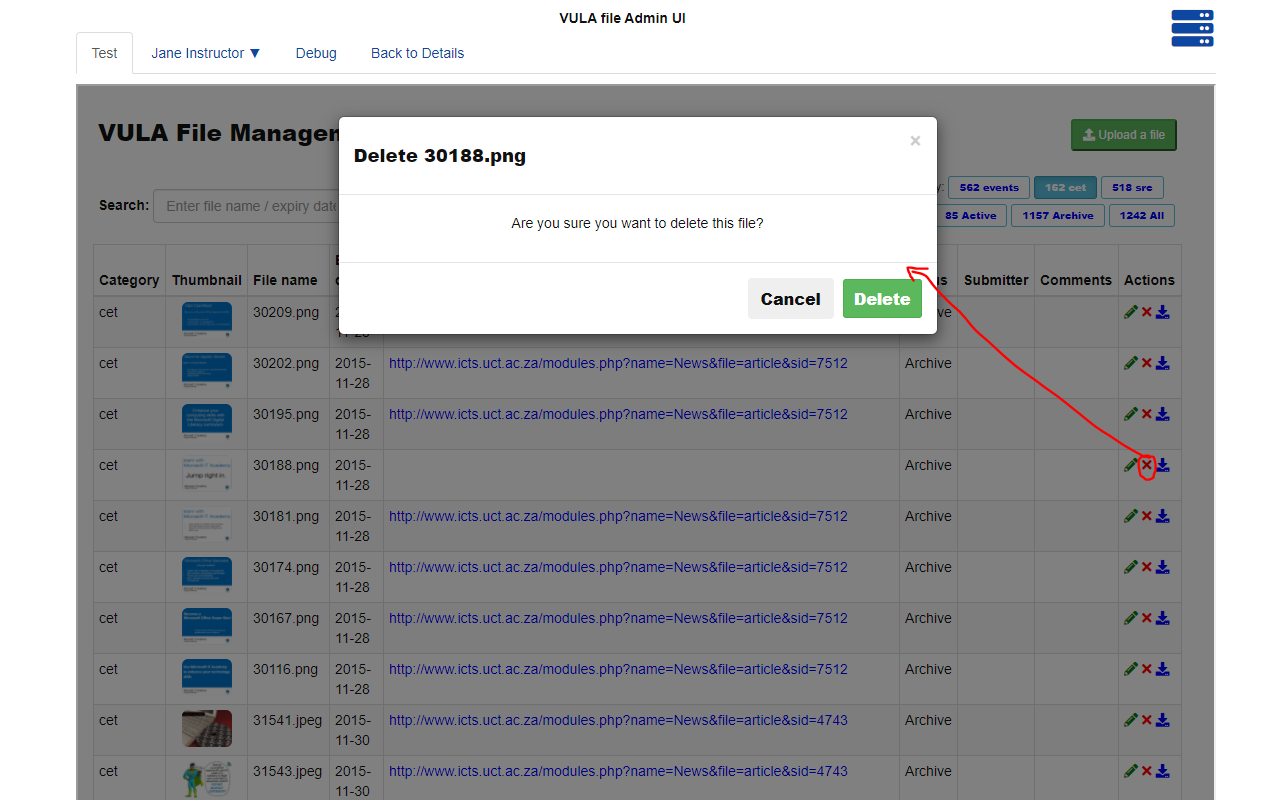 VULA file Admin UI
Test Jane Instructor ▼ Debug Back to Details
VULA File Manage
Upload a file
×
Delete 30188.png
562 events 162 cet 518 src
Search: Enter file name / expiry date
85 Active 1157 Archive 1242 All
Are you sure you want to delete this file?
Category Thumbnail File name Submitter Comments Actions
Cancel Delete
cet 30209.png
cet 30202.png 2015-11-28 http://www.icts.uct.ac.za/modules.php?name=News&file=article&sid=7512 Archive
cet 30195.png 2015-11-28 http://www.icts.uct.ac.za/modules.php?name=News&file=article&sid=7512 Archive
cet Jump right in. 30188.png 2015-11-28 Archive
cet 30181.png 2015-11-28 http://www.icts.uct.ac.za/modules.php?name=News&file=article&sid=7512 Archive
cet 30174.png 2015-11-28 http://www.icts.uct.ac.za/modules.php?name=News&file=article&sid=7512 Archive
cet 30167.png 2015-11-28 http://www.icts.uct.ac.za/modules.php?name=News&file=article&sid=7512 Archive
cet 30116.png 2015-11-28 http://www.icts.uct.ac.za/modules.php?name=News&file=article&sid=7512 Archive
cet 31541.jpeg 2015-11-30 http://www.icts.uct.ac.za/modules.php?name=News&file=article&sid=4743 Archive
cet 31543.jpeg 2015-11-30 http://www.icts.uct.ac.za/modules.php?name=News&file=article&sid=4743 Archive